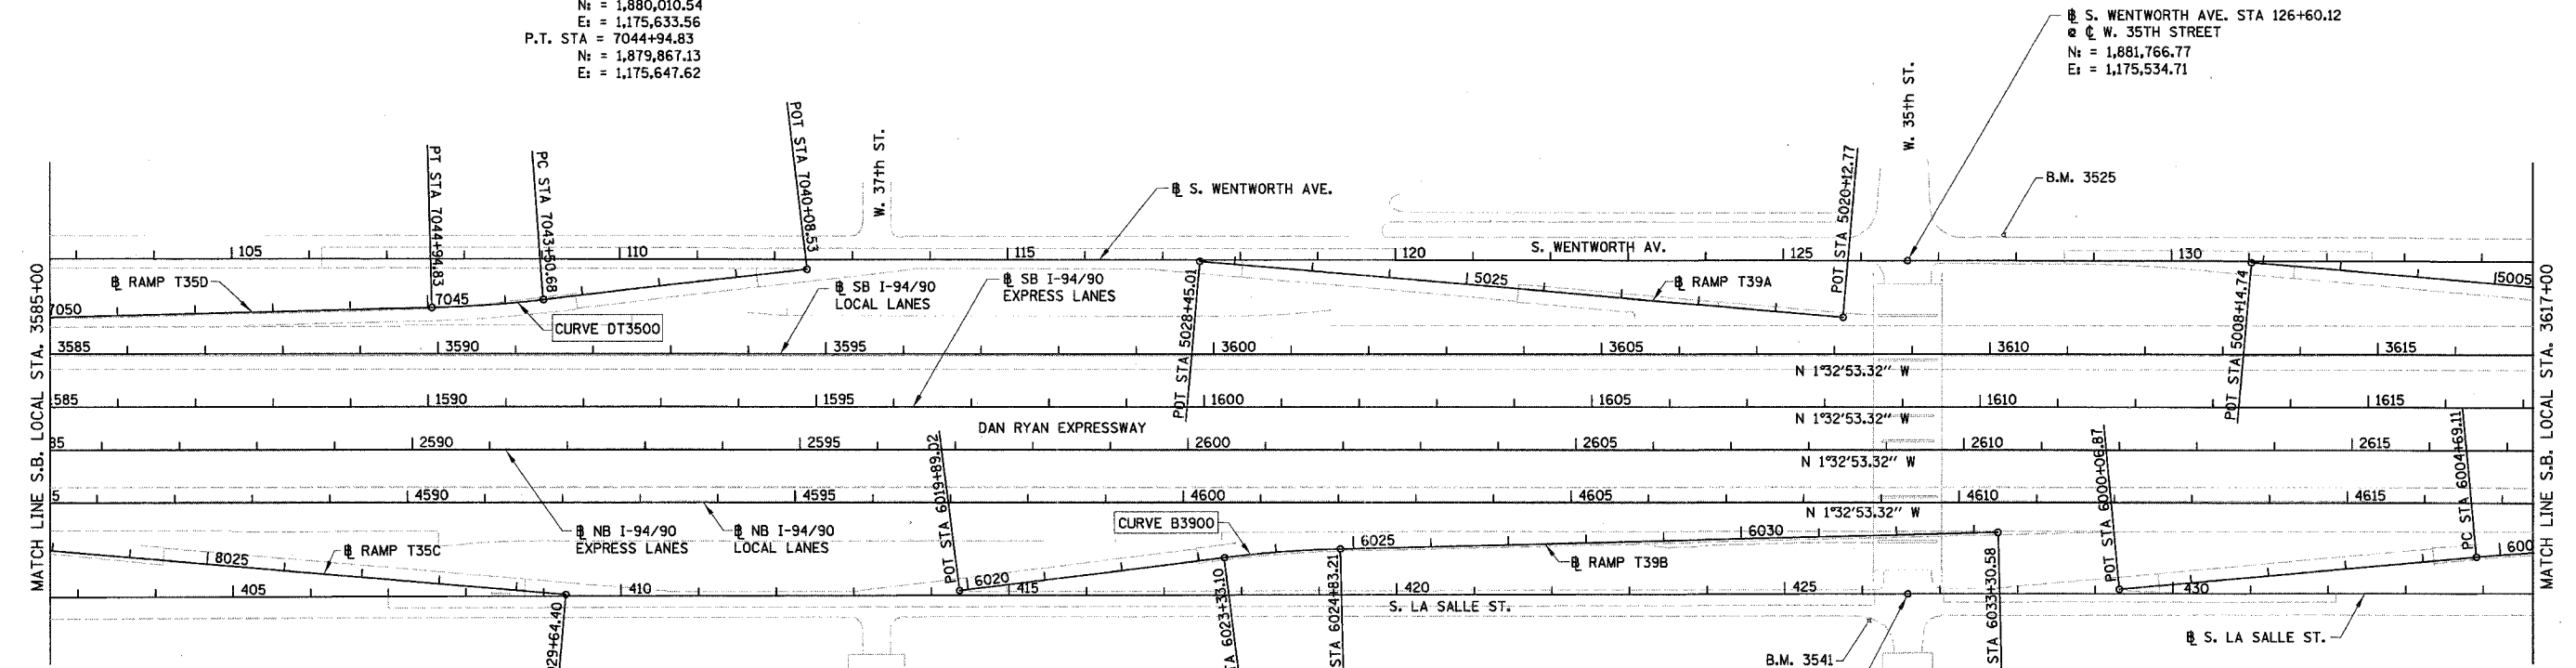 N: = 1,880,010.54
E: = 1,175,633.56
P.T. STA = 7044+94.83
N: = 1,879,867.13
E: = 1,175,647.62
S. WENTWORTH AVE. STA 126+60.12
@ ℄ W. 35TH STREET
N: = 1,881,766.77
E: = 1,175,534.71
PT STA 7044+94.83
PC STA 7043+50.68
POT STA 7040+08.53
W. 37th ST.
S. WENTWORTH AVE.
POT STA 5020+12.77
W. 35th ST.
B.M. 3525
105
110
115
120
S. WENTWORTH AV.
125
130
RAMP T35D
7050
7045
CURVE DT3500
SB I-94/90
LOCAL LANES
SB I-94/90
EXPRESS LANES
POT STA 5028+45.01
5025
RAMP T39A
POT STA 5008+14.74
5005
MATCH LINE S.B. LOCAL STA. 3585+00
MATCH LINE S.B. LOCAL STA. 3617+00
3585
3590
3595
3600
3605
3610
3615
N 1°32'53.32'' W
585
1590
1595
1600
1605
1610
1615
N 1°32'53.32'' W
DAN RYAN EXPRESSWAY
85
2590
2595
2600
2605
2610
2615
N 1°32'53.32'' W
5
4590
4595
4600
4605
4610
4615
N 1°32'53.32'' W
POT STA 6019+89.02
POT STA 6000+06.87
PC STA 6004+69.11
NB I-94/90
EXPRESS LANES
NB I-94/90
LOCAL LANES
CURVE B3900
RAMP T35C
8025
6020
6025
6030
RAMP T39B
600
405
410
415
420
425
430
S. LA SALLE ST.
29+64.40
TA 6023+33.10
STA 6024+83.21
STA 6033+30.58
B.M. 3541
S. LA SALLE ST.